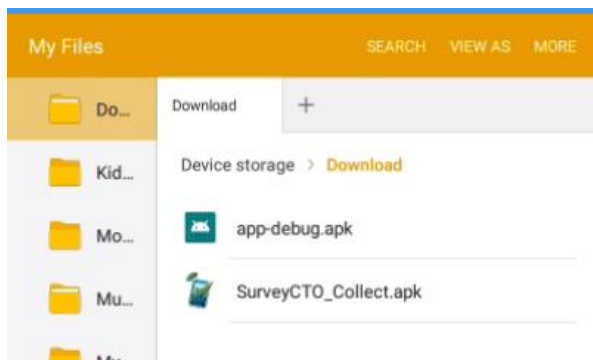 My Files
SEARCH VIEW AS MORE
Do...
Kid...
Mo...
Mu...
Download +
Device storage > Download
app-debug.apk
SurveyCTO_Collect.apk